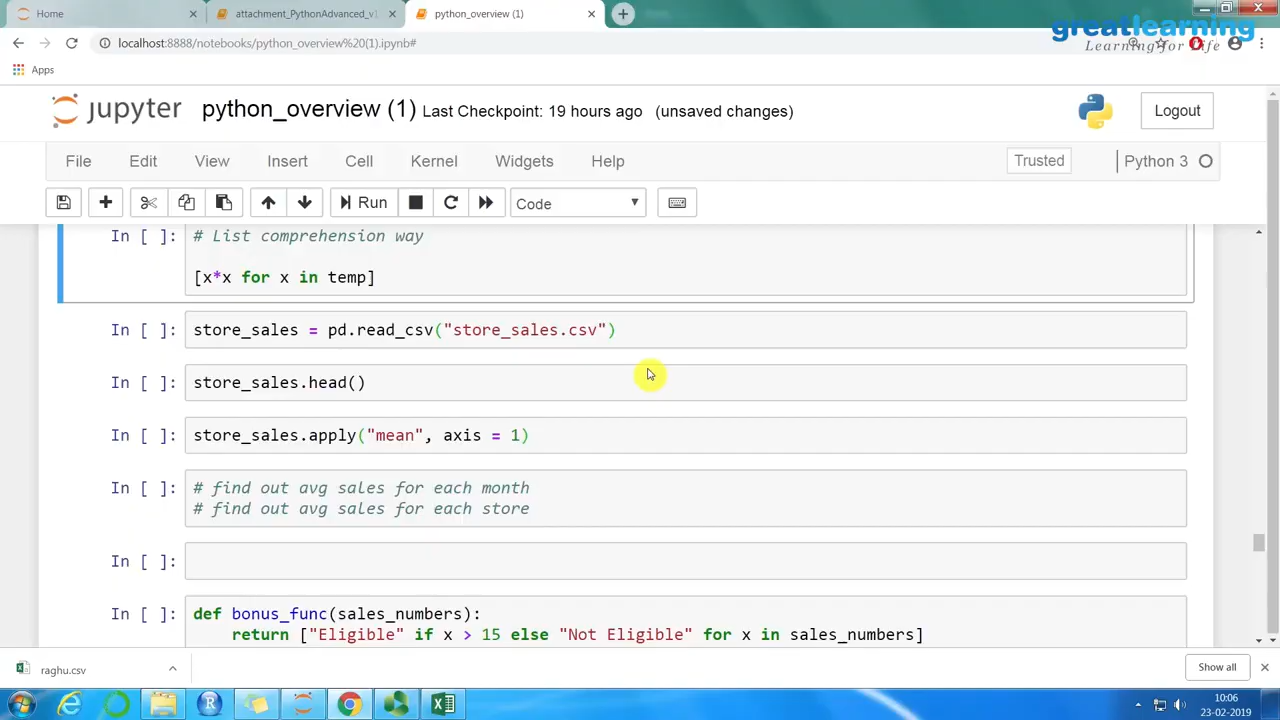 Home
attachment_PythonAdvanced_v1
python_overview (1)
greatlearning
Learning for Life
localhost:8888/notebooks/python_overview%20(1).ipynb#
Apps
jupyter
python_overview (1) Last Checkpoint: 19 hours ago (unsaved changes)
Logout
File Edit View Insert Cell Kernel Widgets Help
Trusted
Python 3
Run
Code
In [ ]: # List comprehension way
[x*x for x in temp]
In [ ]: store_sales = pd.read_csv("store_sales.csv")
In [ ]: store_sales.head()
In [ ]: store_sales.apply("mean", axis = 1)
In [ ]: # find out avg sales for each month
# find out avg sales for each store
In [ ]:
In [ ]: def bonus_func(sales_numbers):
return ["Eligible" if x > 15 else "Not Eligible" for x in sales_numbers]
raghu.csv
Show all
10:06
23-02-2019